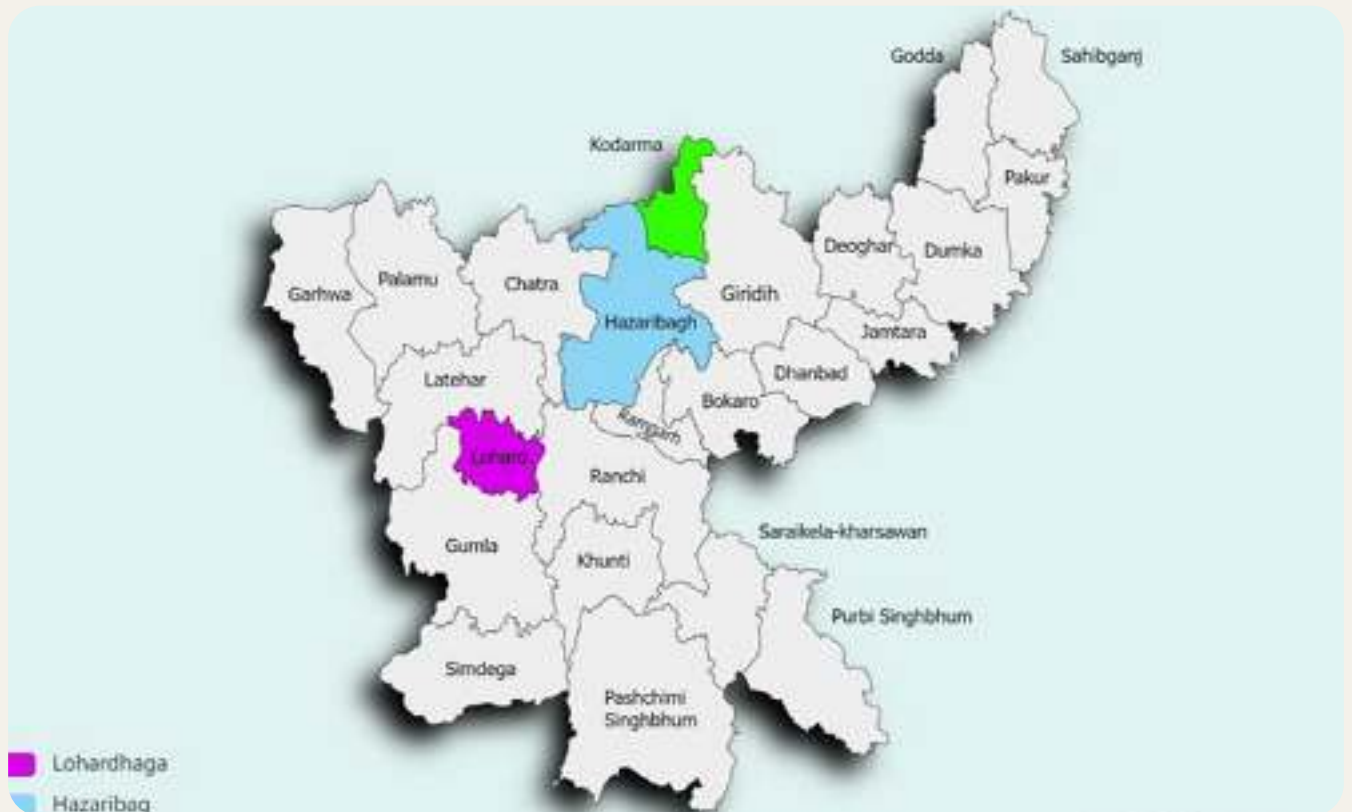 Godda
Sahibganj
Kodarma
Pakur
Deoghar
Dumka
Garhwa
Palamu
Chatra
Giridih
Hazaribagh
Jamtara
Latehar
Dhanbad
Bokaro
Ramgarh
Ranchi
Saraikela-kharsawan
Gumla
Khunti
Purbi Singhbhum
Simdega
Pashchimi
Singhbhum
Lohardhaga
Hazaribag